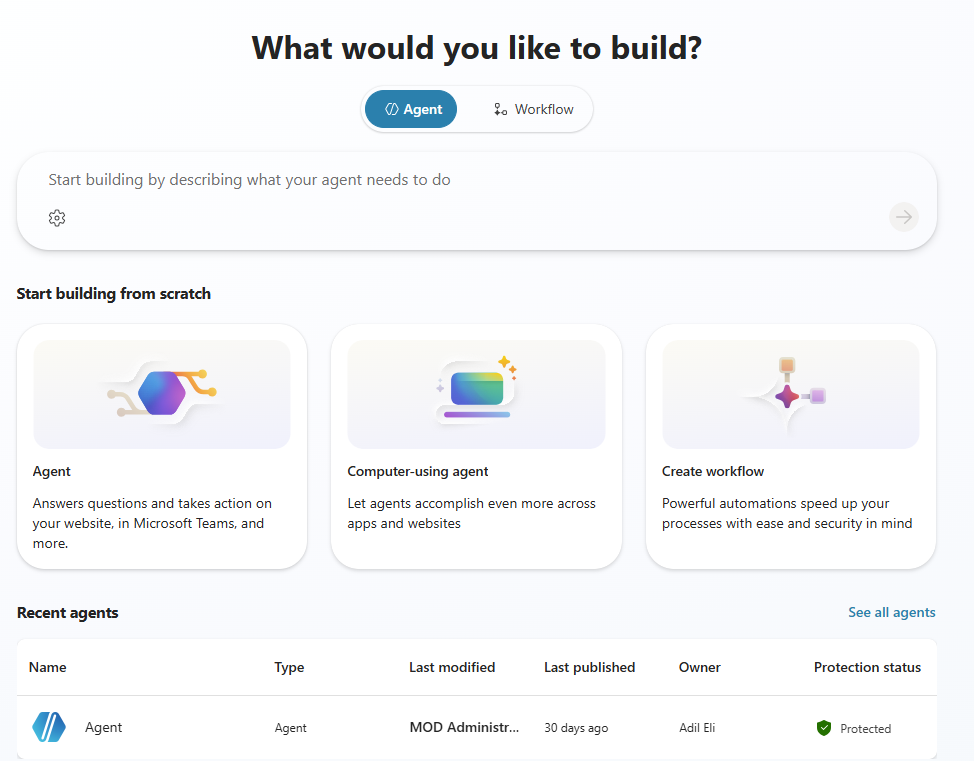 What would you like to build?
Agent
Workflow
Start building by describing what your agent needs to do
Start building from scratch
Agent
Answers questions and takes action on
your website, in Microsoft Teams, and
more.
Computer-using agent
Let agents accomplish even more across
apps and websites
Create workflow
Powerful automations speed up your
processes with ease and security in mind
Recent agents
See all agents
Name Type Last modified Last published Owner Protection status
Agent Agent MOD Administr... 30 days ago Adil Eli Protected